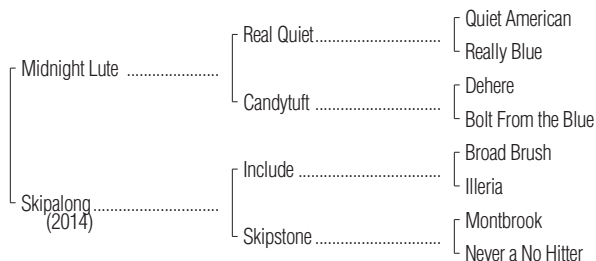 Quiet American
Real Quiet........................................
Really Blue
Midnight Lute ......................
Dehere
Candytuft ........................................
Bolt From the Blue
Broad Brush
Include ........................................
Illeria
Skipalong..............................
(2014)
Montbrook
Skipstone ........................................
Never a No Hitter